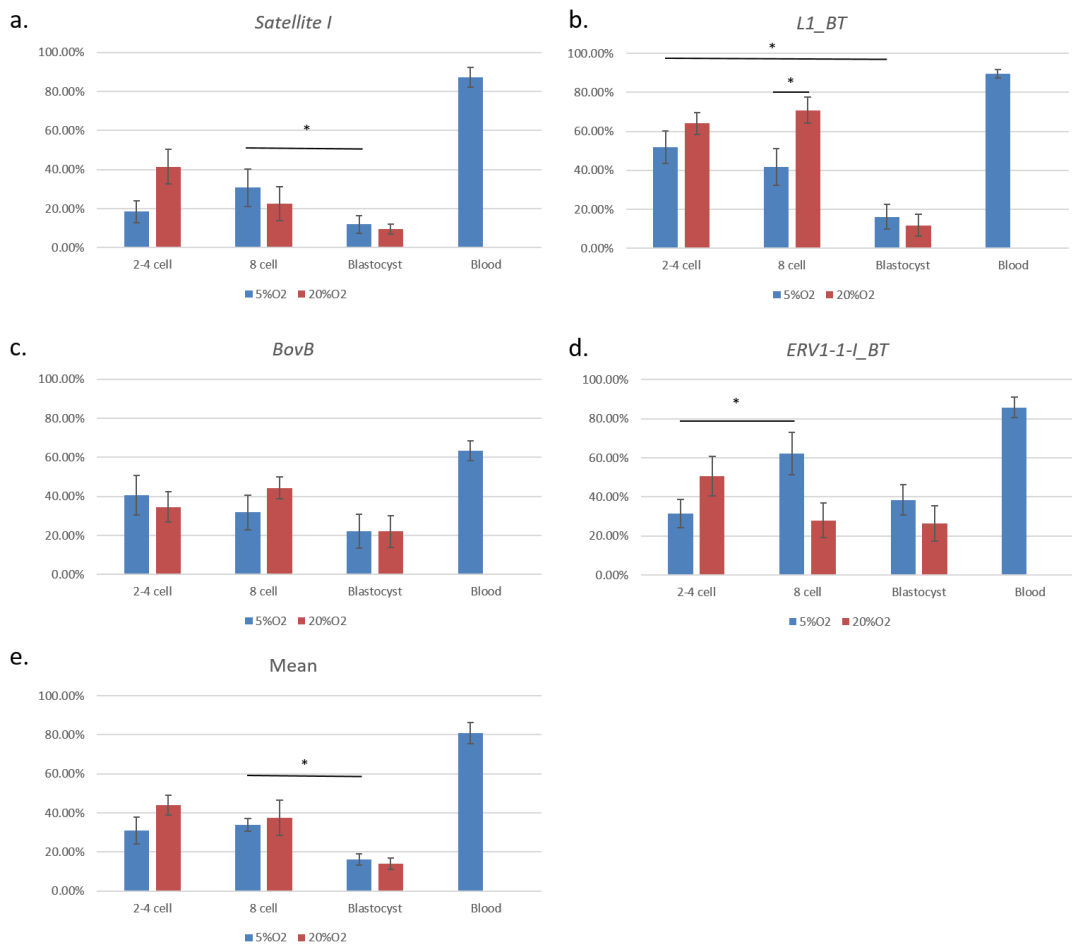 a.
Satellite I
100.00%
80.00%
60.00%
40.00%
20.00%
0.00%
*
2-4 cell 8 cell Blastocyst Blood
5%O2 20%O2
b.
L1_BT
100.00%
80.00%
60.00%
40.00%
20.00%
0.00%
*
*
2-4 cell 8 cell Blastocyst Blood
5%O2 20%O2
c.
BovB
100.00%
80.00%
60.00%
40.00%
20.00%
0.00%
2-4 cell 8 cell Blastocyst Blood
5%O2 20%O2
d.
ERV1-1-I_BT
100.00%
80.00%
60.00%
40.00%
20.00%
0.00%
*
2-4 cell 8 cell Blastocyst Blood
5%O2 20%O2
e.
Mean
100.00%
80.00%
60.00%
40.00%
20.00%
0.00%
*
2-4 cell 8 cell Blastocyst Blood
5%O2 20%O2